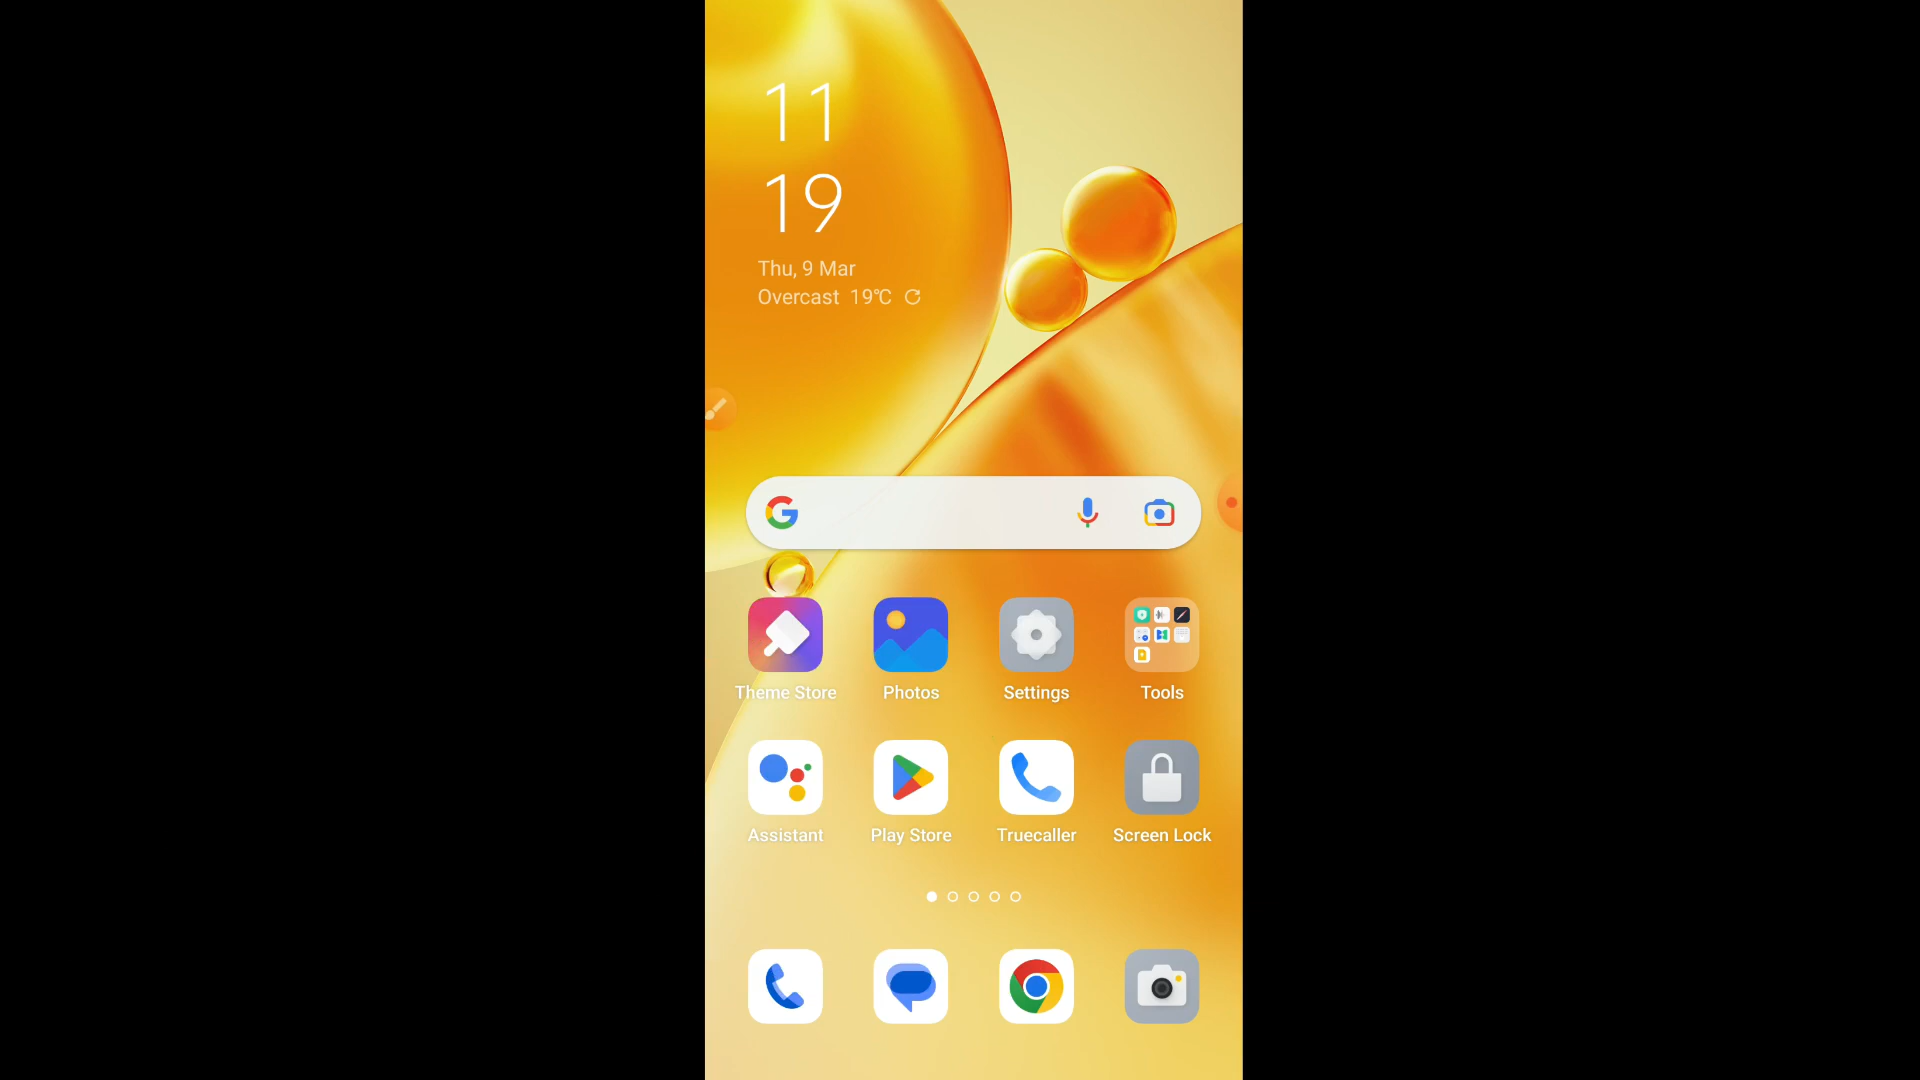 11
19
Thu, 9 Mar
Overcast 19°C
Theme Store
Photos
Settings
Tools
Assistant
Play Store
Truecaller
Screen Lock